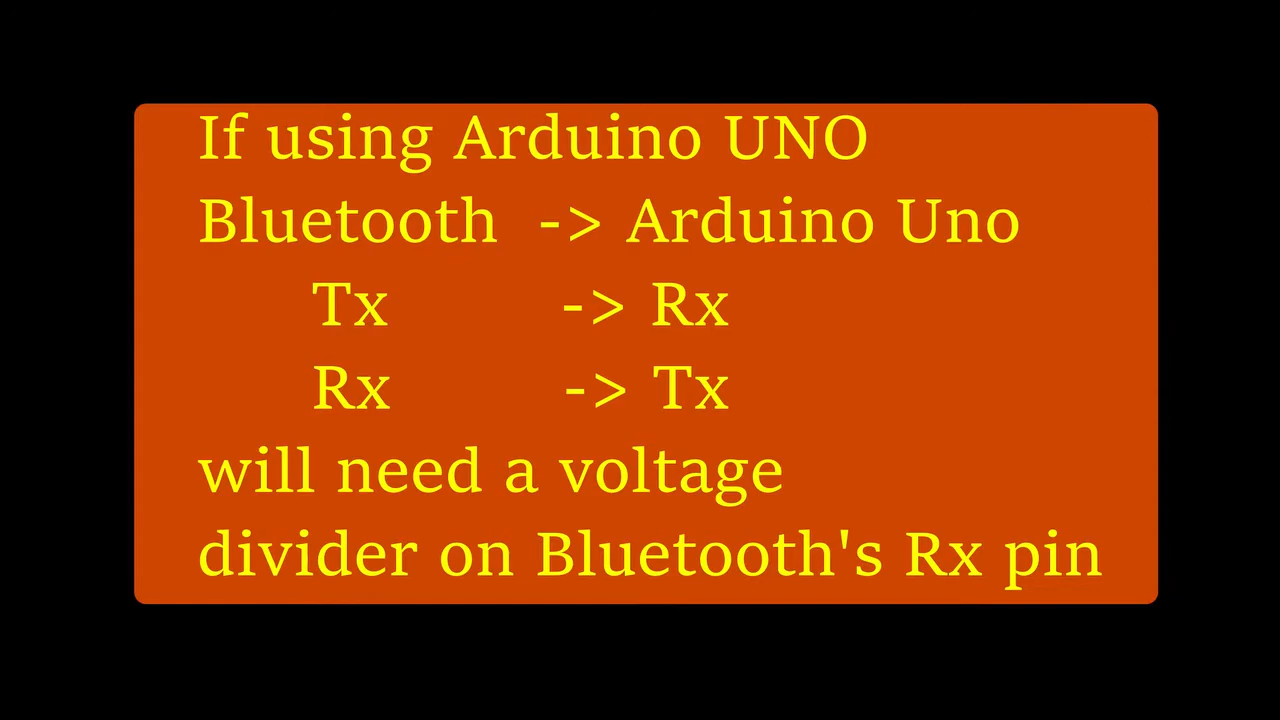 If using Arduino UNO
Bluetooth -> Arduino Uno
Tx -> Rx
Rx -> Tx
will need a voltage
divider on Bluetooth's Rx pin